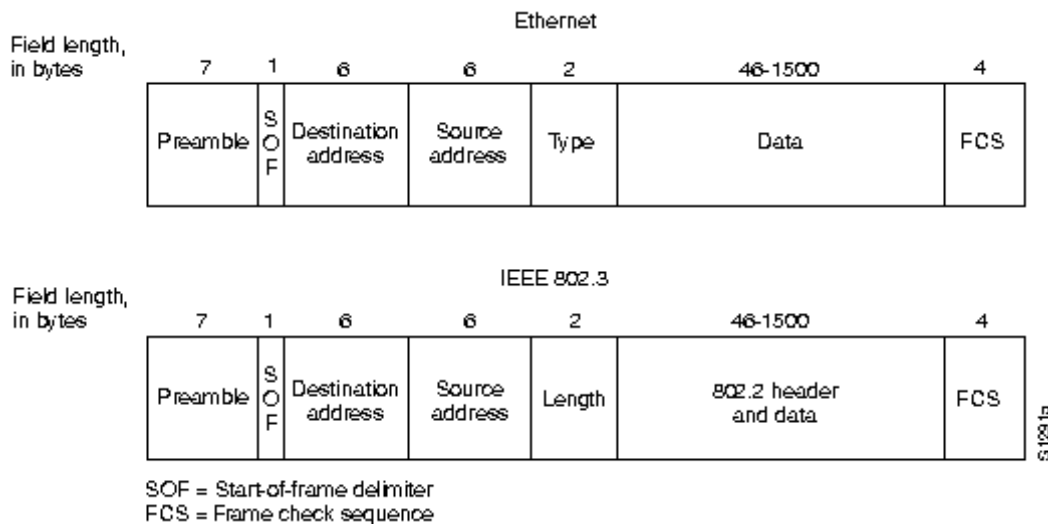 Ethernet
Field length,
in bytes
7 1 6 6 2 46-1500 4
Preamble SOF Destination address Source address Type Data FCS
IEEE 802.3
Field length,
in bytes
7 1 6 6 2 46-1500 4
Preamble SOF Destination address Source address Length 802.2 header and data FCS
S1291a
SOF = Start-of-frame delimiter
FCS = Frame check sequence